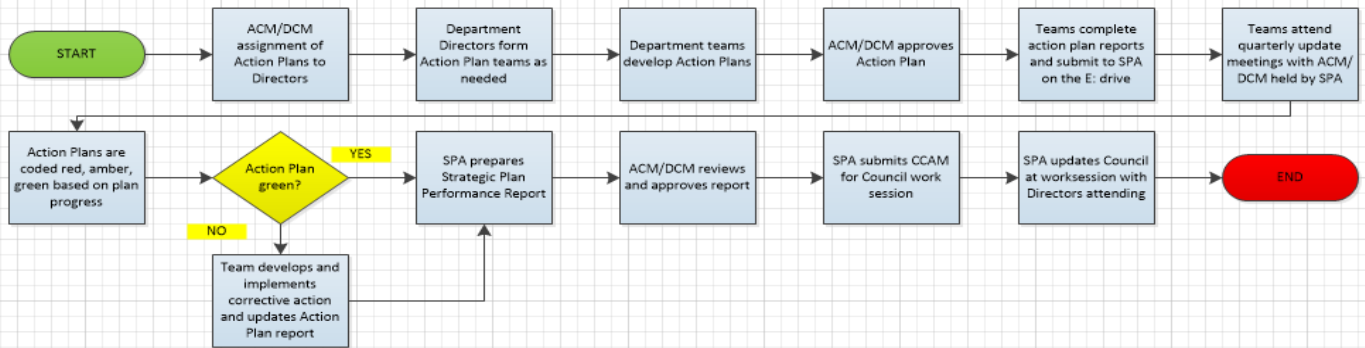 START
ACM/DCM
assignment of
Action Plans to
Directors
Department
Directors form
Action Plan teams as
needed
Department teams
develop Action Plans
ACM/DCM approves
Action Plan
Teams complete
action plan reports
and submit to SPA
on the E: drive
Teams attend
quarterly update
meetings with ACM/
DCM held by SPA
Action Plans are
coded red, amber,
green based on plan
progress
Action Plan
green?
YES
NO
Team develops and
implements
corrective action
and updates Action
Plan report
SPA prepares
Strategic Plan
Performance Report
ACM/DCM reviews
and approves report
SPA submits CCAM
for Council work
session
SPA updates Council
at worksession with
Directors attending
END